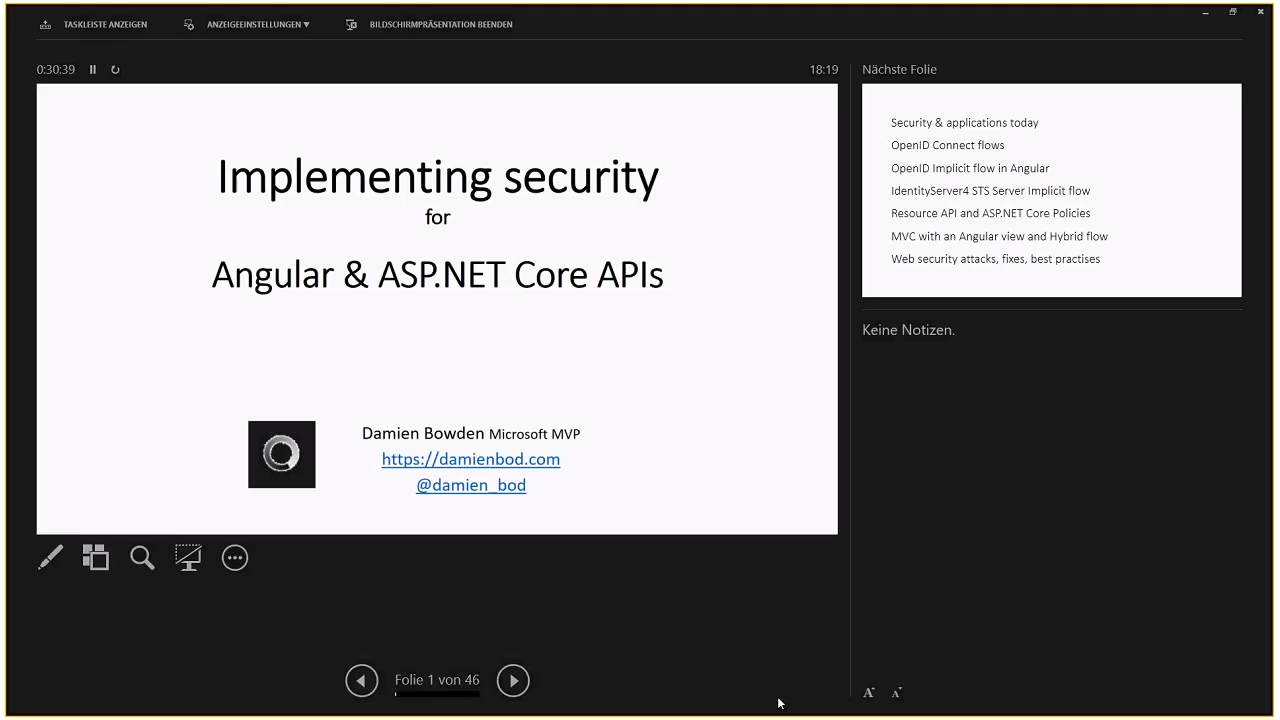 TASKLEISTE ANZEIGEN
ANZEIGEEINSTELLUNGEN
BILDSCHIRMPRÄSENTATION BEENDEN
0:30:39
18:19
Implementing security
for
Angular & ASP.NET Core APIs
Damien Bowden Microsoft MVP
https://damienbod.com
@damien_bod
Folie 1 von 46
Nächste Folie
Security & applications today
OpenID Connect flows
OpenID Implicit flow in Angular
IdentityServer4 STS Server Implicit flow
Resource API and ASP.NET Core Policies
MVC with an Angular view and Hybrid flow
Web security attacks, fixes, best practises
Keine Notizen.
A
A